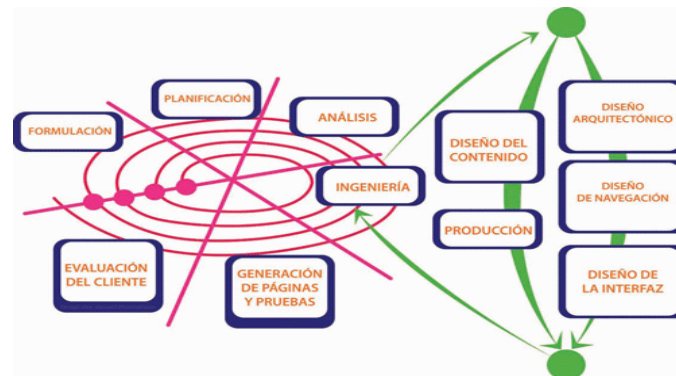 FORMULACIÓN
PLANIFICACIÓN
ANÁLISIS
INGENIERÍA
EVALUACIÓN
DEL CLIENTE
GENERACIÓN
DE PÁGINAS
Y PRUEBAS
DISEÑO DEL
CONTENIDO
PRODUCCIÓN
DISEÑO
ARQUITECTÓNICO
DISEÑO
DE NAVEGACIÓN
DISEÑO DE
LA INTERFAZ